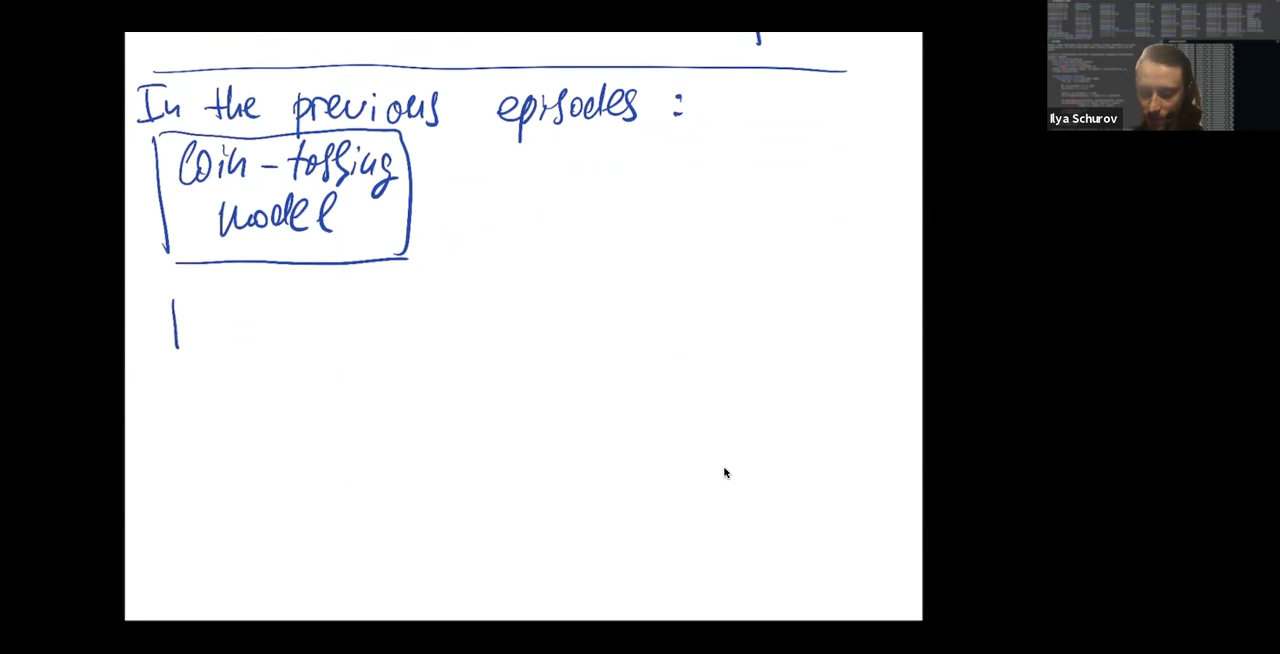 In the previous episodes :
Coin - tossing
model
Ilya Schurov